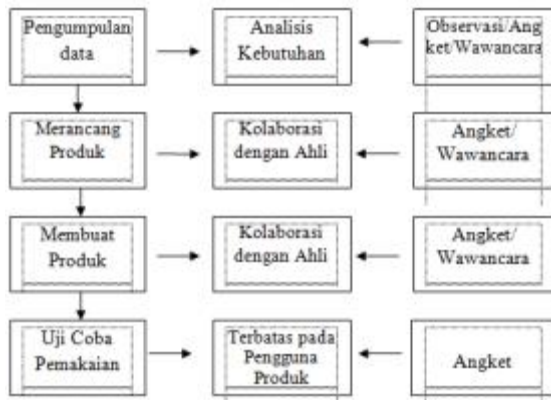 Pengumpulan
data
Analisis
Kebutuhan
Observasi/Ang
ket/Wawancara
Merancang
Produk
Kolaborasi
dengan Ahli
Angket/
Wawancara
Membuat
Produk
Kolaborasi
dengan Ahli
Angket/
Wawancara
Uji Coba
Pemakaian
Terbatas pada
Pengguna
Produk
Angket